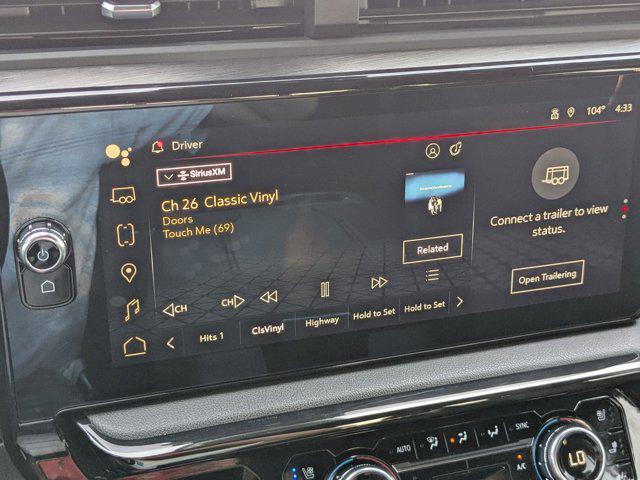 Driver
104° 4:33
SiriusXM
Ch 26 Classic Vinyl
Doors
Touch Me (69)
Related
Connect a trailer to view
status.
Open Trailering
CH
CH
Hits 1
ClsVinyl
Highway
Hold to Set
Hold to Set
AUTO
SYNC
A/C
LO